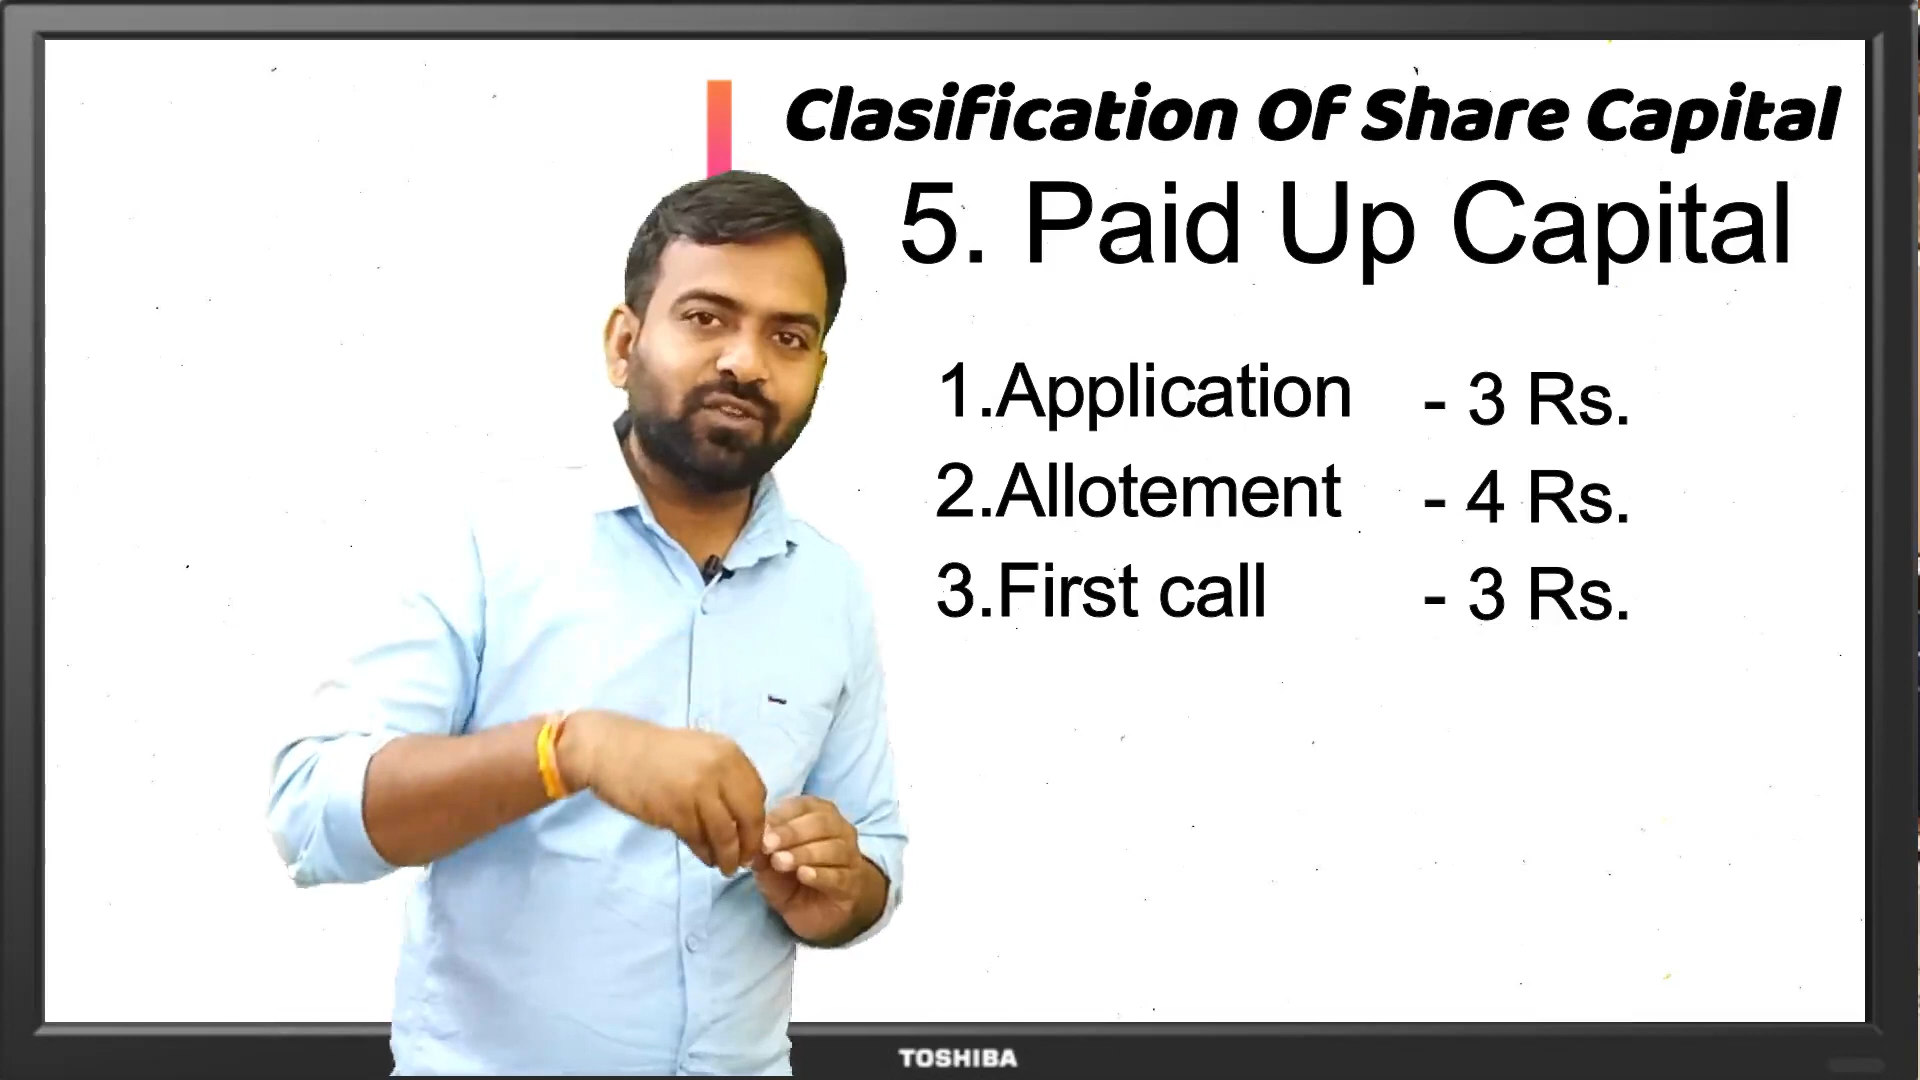 Clasification Of Share Capital
5. Paid Up Capital
1.Application - 3 Rs.
2.Allotement - 4 Rs.
3.First call - 3 Rs.
TOSHIBA